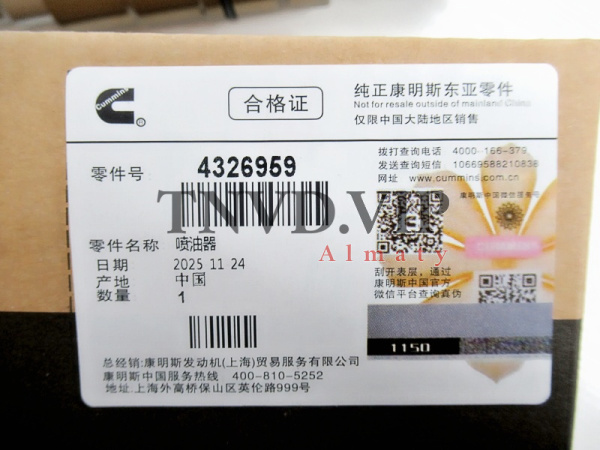 Cummins
合格证
纯正康明斯东亚零件
Not for resale outside of mainland China
仅限中国大陆地区销售
零件号 4326959
拨打查询电话 4000-166-379
发送查询短信 10669588210838
网址 www.cummins.com.cn
康明斯中国微信服务号
TNVD.VIP
Almaty
零件名称 喷油器
日期 2025 11 24
产地 中国
数量 1
刮开表层，通过
康明斯中国官方
微信平台查询真伪
1150
总经销:康明斯发动机(上海)贸易服务有限公司
康明斯中国服务热线 400-810-5252
地址:上海外高桥保山区英伦路999号